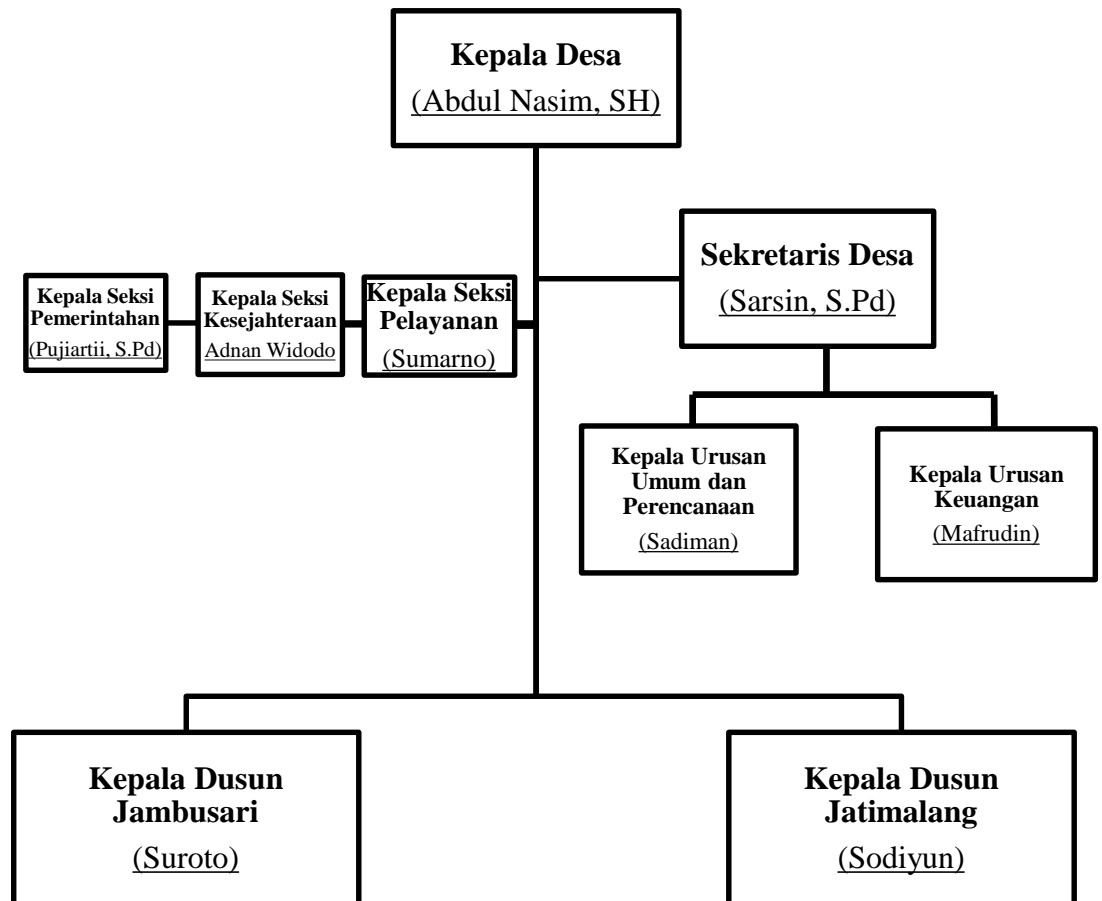 Kepala Desa
(Abdul Nasim, SH)
Sekretaris Desa
(Sarsin, S.Pd)
Kepala Seksi
Pemerintahan
(Pujiartii, S.Pd)
Kepala Seksi
Kesejahteraan
Adnan Widodo
Kepala Seksi
Pelayanan
(Sumarno)
Kepala Urusan
Umum dan
Perencanaan
(Sadiman)
Kepala Urusan
Keuangan
(Mafrudin)
Kepala Dusun
Jambusari
(Suroto)
Kepala Dusun
Jatimalang
(Sodiyun)